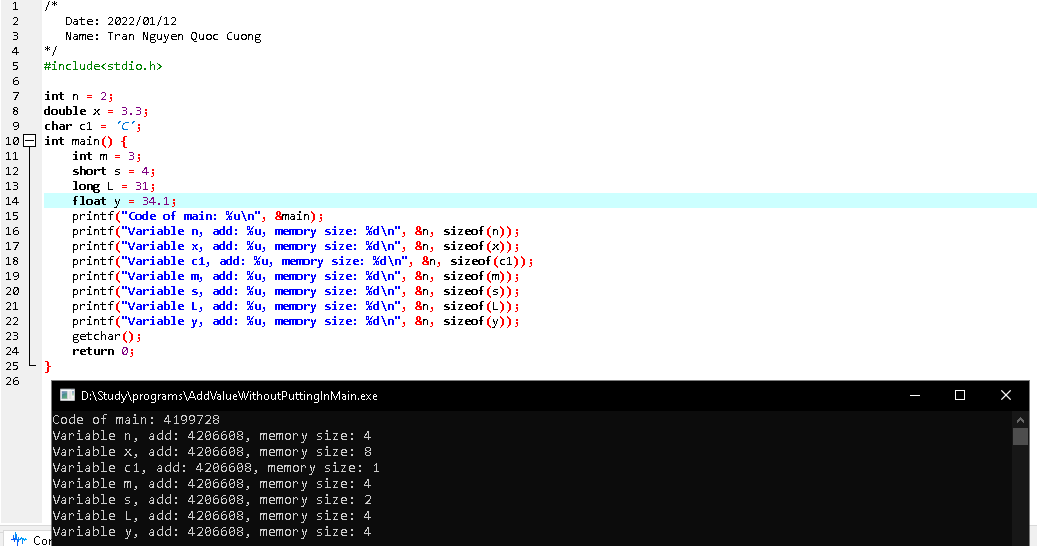 1 /*
2 Date: 2022/01/12
3 Name: Tran Nguyen Quoc Cuong
4 */
5 #include<stdio.h>
6
7 int n = 2;
8 double x = 3.3;
9 char c1 = 'C';
10 int main() {
11 int m = 3;
12 short s = 4;
13 long L = 31;
14 float y = 34.1;
15 printf("Code of main: %u\n", &main);
16 printf("Variable n, add: %u, memory size: %d\n", &n, sizeof(n));
17 printf("Variable x, add: %u, memory size: %d\n", &n, sizeof(x));
18 printf("Variable c1, add: %u, memory size: %d\n", &n, sizeof(c1));
19 printf("Variable m, add: %u, memory size: %d\n", &n, sizeof(m));
20 printf("Variable s, add: %u, memory size: %d\n", &n, sizeof(s));
21 printf("Variable L, add: %u, memory size: %d\n", &n, sizeof(L));
22 printf("Variable y, add: %u, memory size: %d\n", &n, sizeof(y));
23 getchar();
24 return 0;
25 }
26
D:\Study\programs\AddValueWithoutPuttingInMain.exe
Code of main: 4199728
Variable n, add: 4206608, memory size: 4
Variable x, add: 4206608, memory size: 8
Variable c1, add: 4206608, memory size: 1
Variable m, add: 4206608, memory size: 4
Variable s, add: 4206608, memory size: 2
Variable L, add: 4206608, memory size: 4
Variable y, add: 4206608, memory size: 4